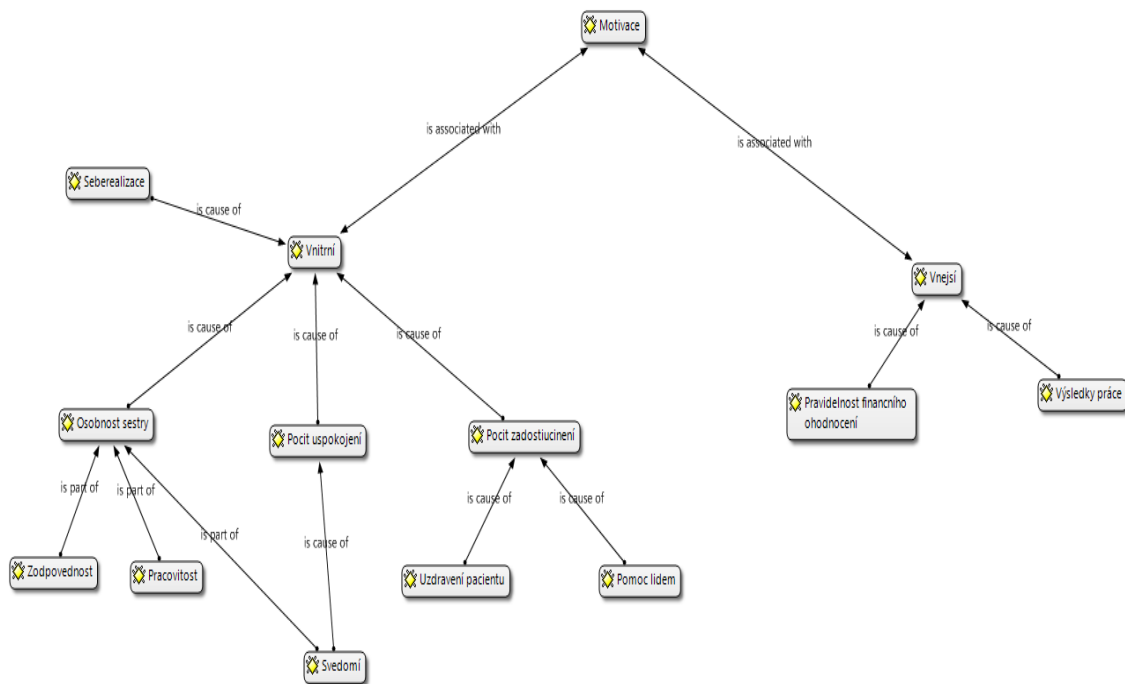 Motivace
is associated with
is associated with
Seberealizace
is cause of
Vnitrní
Vnejsí
is cause of
is cause of
is cause of
is cause of
is cause of
Pravidelnost financního
ohodnocení
Výsledky práce
Osobnost sestry
Pocit uspokojení
Pocit zadostiucinení
is part of
is part of
is part of
is cause of
is cause of
is cause of
Zodpovednost
Pracovitost
Uzdravení pacientu
Pomoc lidem
Svedomí